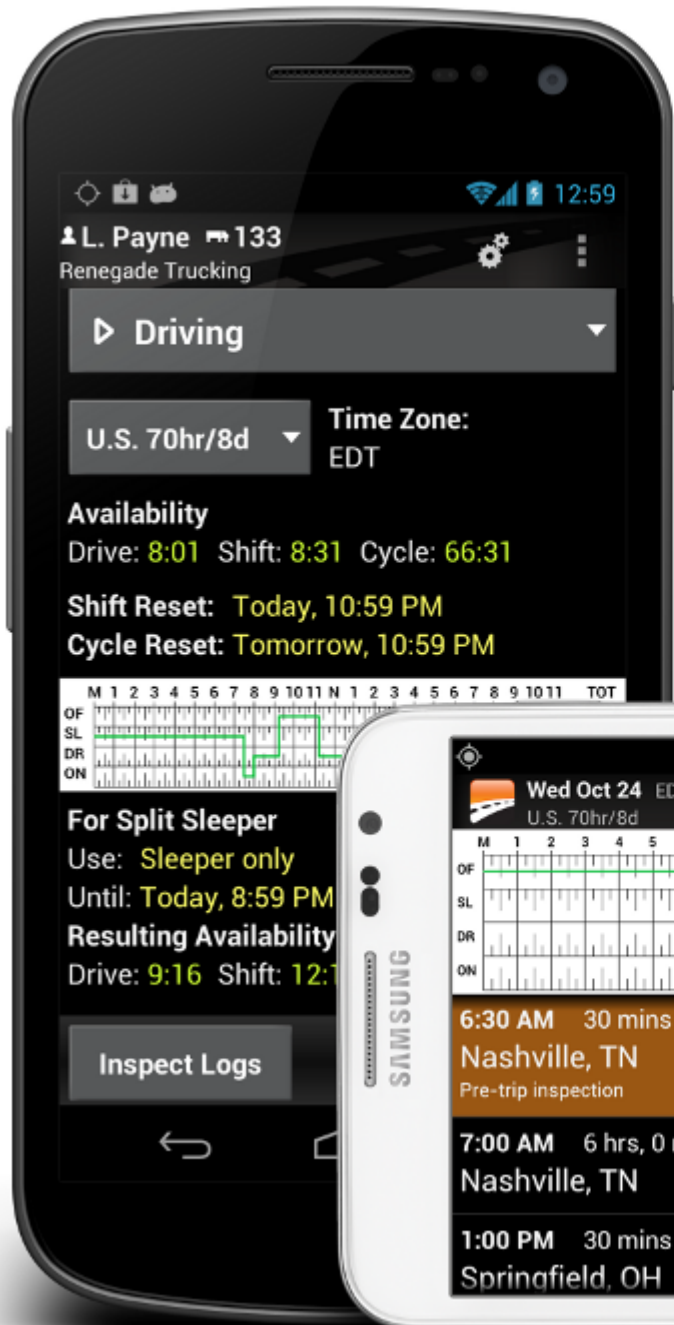 12:59
L. Payne 133
Renegade Trucking
Driving
U.S. 70hr/8d
Time Zone:
EDT
Availability
Drive: 8:01 Shift: 8:31 Cycle: 66:31
Shift Reset: Today, 10:59 PM
Cycle Reset: Tomorrow, 10:59 PM
M 1 2 3 4 5 6 7 8 9 10 11 N 1 2 3 4 5 6 7 8 9 10 11 TOT
OF
SL
DR
ON
For Split Sleeper
Use: Sleeper only
Until: Today, 8:59 PM
Resulting Availability
Drive: 9:16 Shift: 12:1
Inspect Logs
SAMSUNG
Wed Oct 24 ED
U.S. 70hr/8d
M 1 2 3 4 5
OF
SL
DR
ON
6:30 AM 30 mins
Nashville, TN
Pre-trip inspection
7:00 AM 6 hrs, 0
Nashville, TN
1:00 PM 30 mins
Springfield, OH